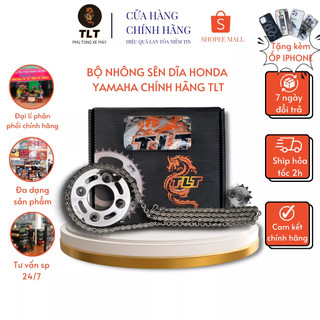 TLT
PHỤ TÙNG XE MÁY
CỬA HÀNG
CHÍNH HÃNG
HIỆU QUẢ LAN TỎA NIỀM TIN
SHOPEE MALL
Tặng kèm
ỐP IPHONE
BỘ NHÔNG SÊN DĨA HONDA
YAMAHA CHÍNH HÃNG TLT
Đại lí phân
phối chính hãng
Đa dạng
sản phẩm
Tư vấn sp
24/7
7 ngày
đổi trả
Ship hỏa
tốc 2h
Cam kết
chính hãng
TLT